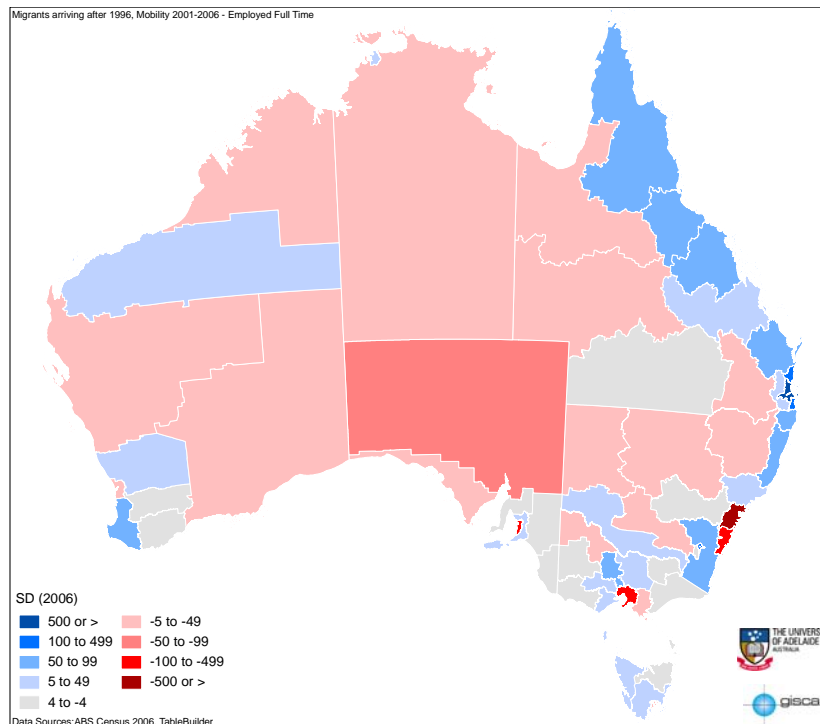 Migrants arriving after 1996, Mobility 2001-2006 - Employed Full Time
SD (2006)
500 or >
100 to 499
50 to 99
5 to 49
4 to -4
-5 to -49
-50 to -99
-100 to -499
-500 or >
THE UNIVERS
OF ADELAIDE
AUSTRALIA
gisca
Data Sources:ABS Census 2006, TableBuilder